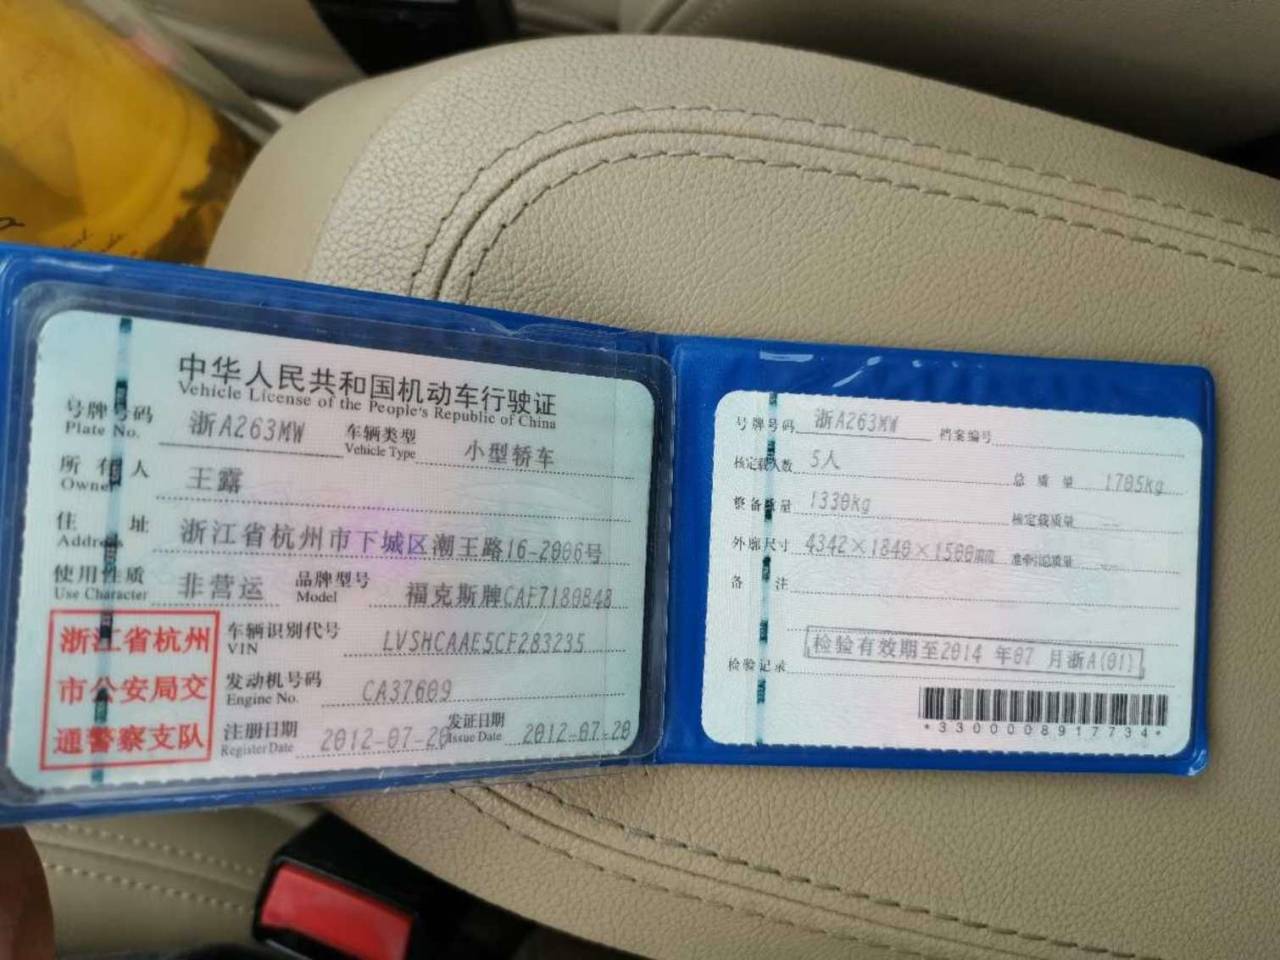 中华人民共和国机动车行驶证
Vehicle License of the People's Republic of China
号牌号码 浙A263MW 车辆类型 小型轿车
Plate No. Vehicle Type
所有人 王露
Owner
住址 浙江省杭州市下城区潮王路16-2006号
Address
使用性质 非营运 品牌型号 福克斯牌CAF7180B48
Use Character Model
浙江省杭州
市公安局交
通警察支队
车辆识别代号 LVSHCAAE5CF283235
VIN
发动机号码 CA37609
Engine No.
注册日期 2012-07-20 发证日期 2012-07-20
Register Date Issue Date
号牌号码 浙A263MW 档案编号
核定载人数 5人 总质量 1705kg
整备质量 1330kg 核定载质量 --
外廓尺寸 4342×1840×1500mm 准牵引总质量 --
备注
检验记录 检验有效期至2014 年07 月浙A(01)
*3300008917734*